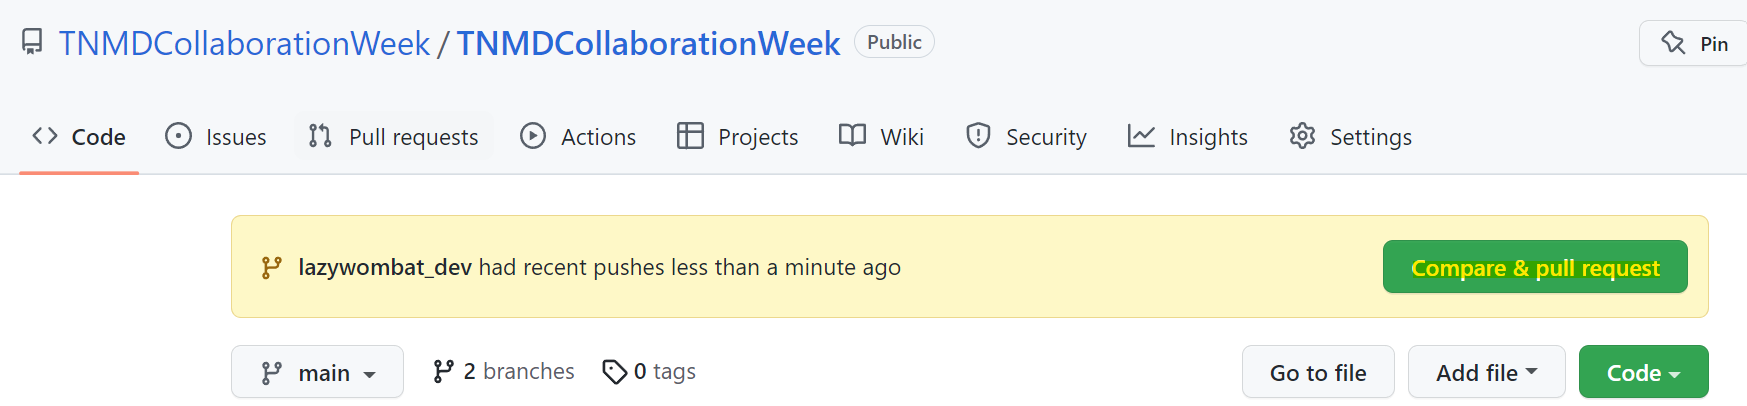 TNMDCollaborationWeek / TNMDCollaborationWeek Public Pin
Code Issues Pull requests Actions Projects Wiki Security Insights Settings
lazywombat_dev had recent pushes less than a minute ago Compare & pull request
main 2 branches 0 tags Go to file Add file Code